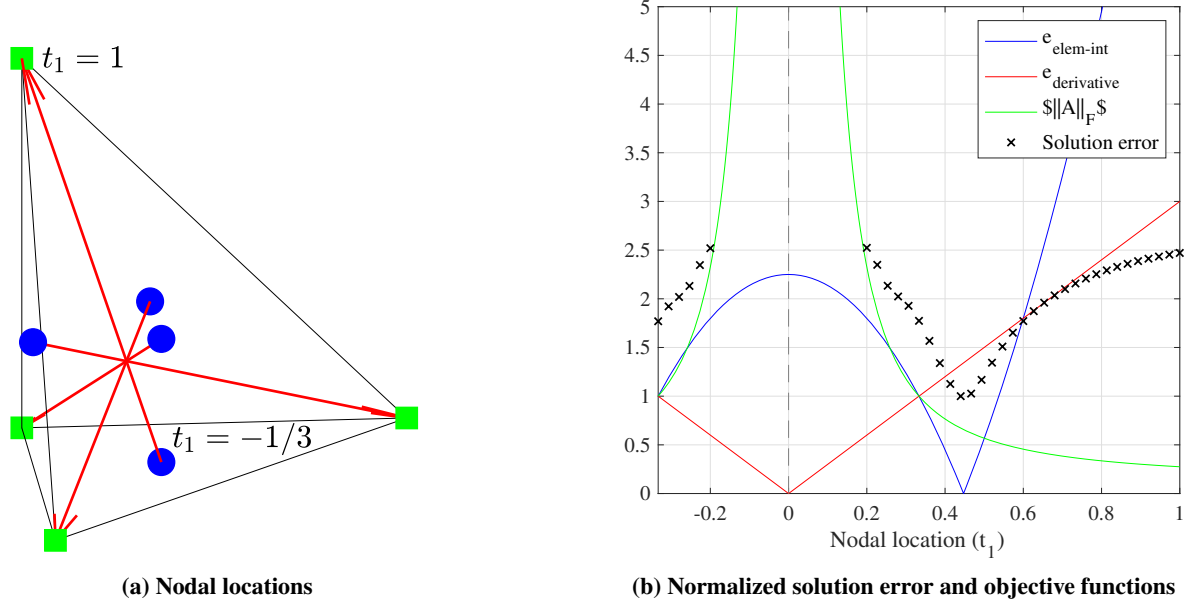 t₁ = 1
t₁ = −1/3
(a) Nodal locations
5
4.5
4
3.5
3
2.5
2
1.5
1
0.5
0
-0.2
0
0.2
0.4
0.6
0.8
1
Nodal location (t₁)
e_elem-int
e_derivative
$||A||_F$
Solution error
(b) Normalized solution error and objective functions